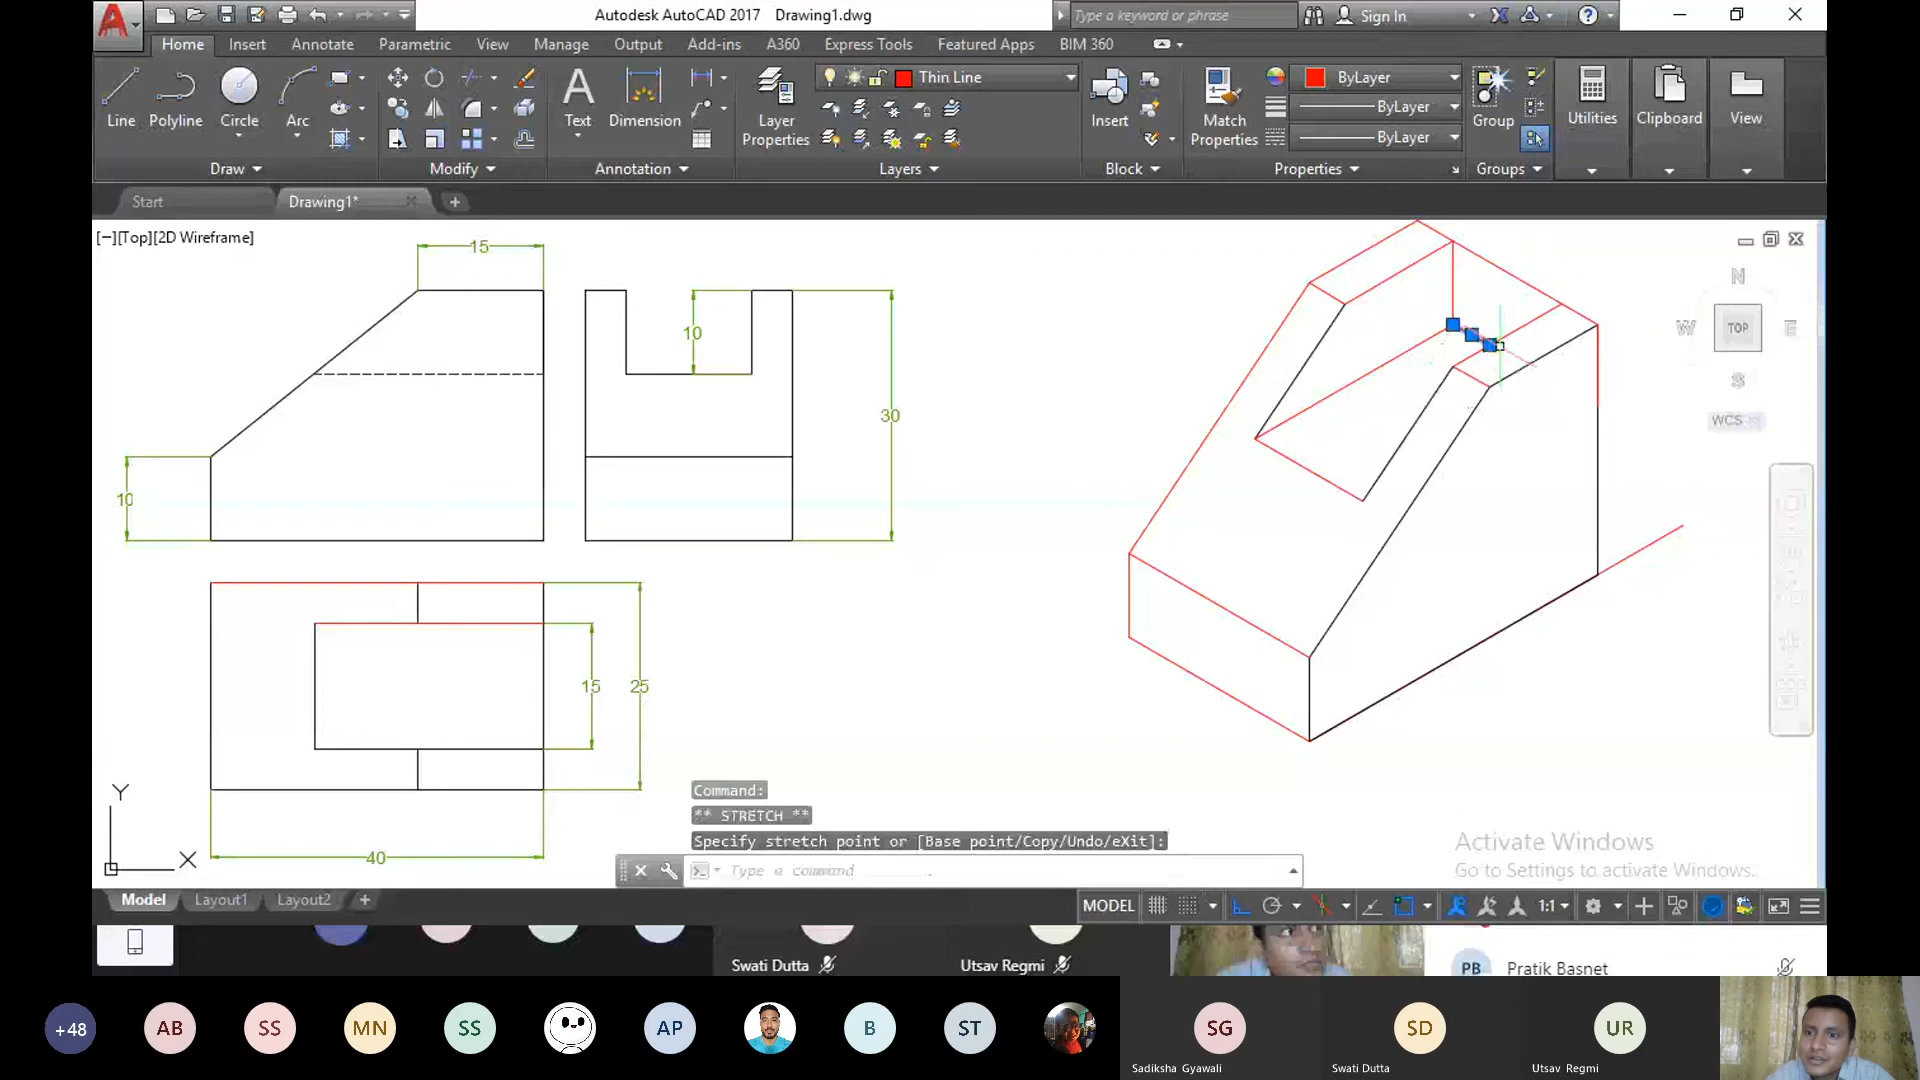 Autodesk AutoCAD 2017 Drawing1.dwg
Type a keyword or phrase
Sign In
Home Insert Annotate Parametric View Manage Output Add-ins A360 Express Tools Featured Apps BIM 360
Line Polyline Circle Arc
Text Dimension
Layer Properties
Thin Line
Insert
Match Properties
ByLayer
ByLayer
ByLayer
Group
Utilities
Clipboard
View
Draw Modify Annotation Layers Block Properties Groups
Start Drawing1*
[−][Top][2D Wireframe]
15
10
30
10
15
25
40
N
W TOP E
S
WCS
Y
X
Command:
** STRETCH **
Specify stretch point or [Base point/Copy/Undo/eXit]:
Type a command
Activate Windows
Go to Settings to activate Windows.
Model Layout1 Layout2
MODEL 1:1
Swati Dutta
Utsav Regmi
PB Pratik Basnet
+48 AB SS MN SS AP B ST SG SD UR
Sadiksha Gyawali Swati Dutta Utsav Regmi